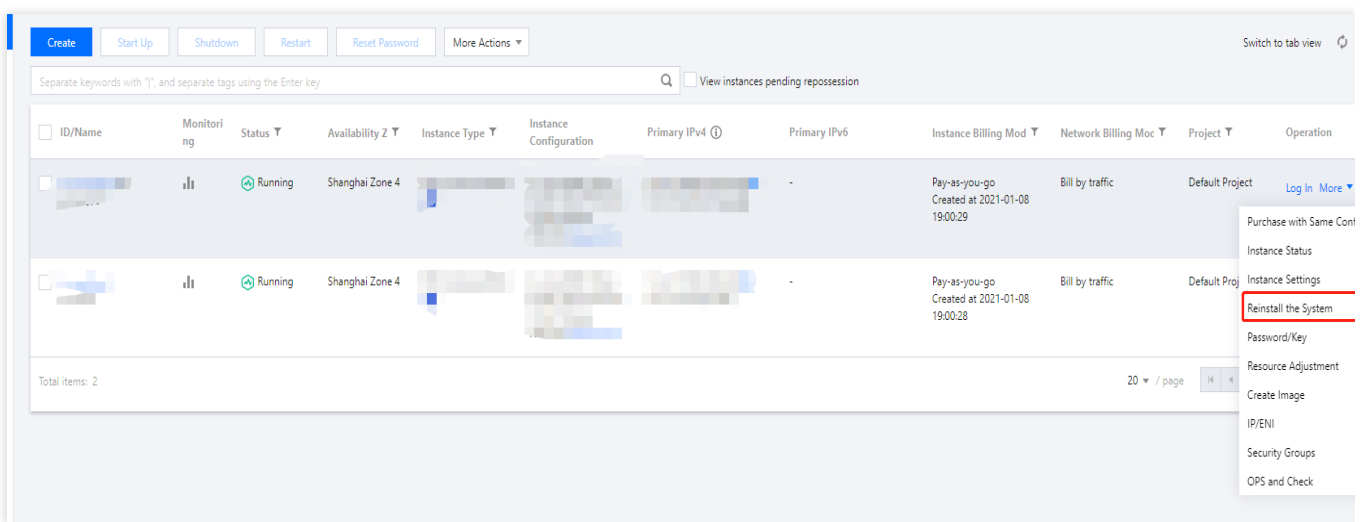 Create Start Up Shutdown Restart Reset Password More Actions Switch to tab view
Separate keywords with "|", and separate tags using the Enter key View instances pending repossession
ID/Name Monitori ng Status Availability Z Instance Type Instance Configuration Primary IPv4 Primary IPv6 Instance Billing Mod Network Billing Moc Project Operation
Running Shanghai Zone 4 - Pay-as-you-go Bill by traffic Default Project Log In More
Created at 2021-01-08
19:00:29
Purchase with Same Conf
Instance Status
Running Shanghai Zone 4 - Pay-as-you-go Bill by traffic Default Proj Instance Settings
Created at 2021-01-08
19:00:28
Reinstall the System
Password/Key
Resource Adjustment
Total items: 2 20 / page
Create Image
IP/ENI
Security Groups
OPS and Check